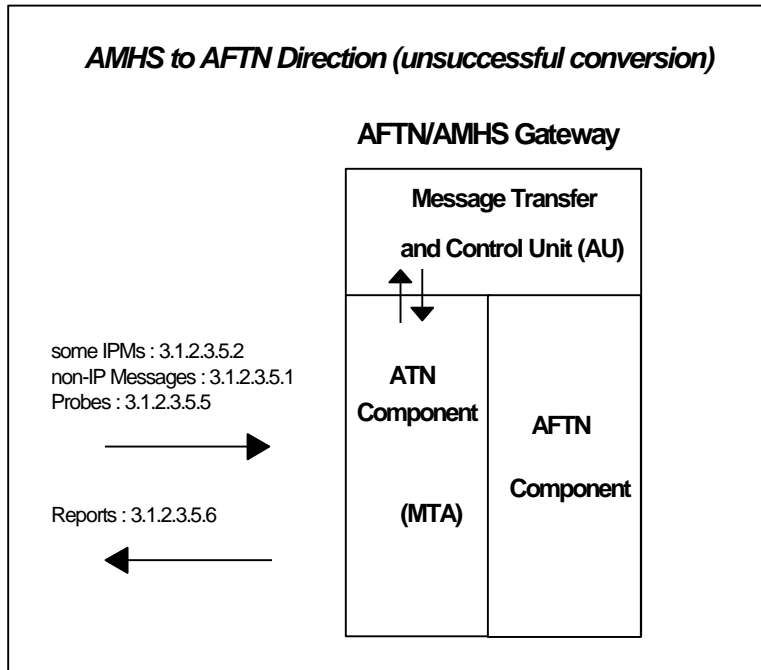 AMHS to AFTN Direction (unsuccessful conversion)
AFTN/AMHS Gateway
Message Transfer
and Control Unit (AU)
some IPMs : 3.1.2.3.5.2
non-IP Messages : 3.1.2.3.5.1
Probes : 3.1.2.3.5.5
Reports : 3.1.2.3.5.6
ATN
Component
(MTA)
AFTN
Component